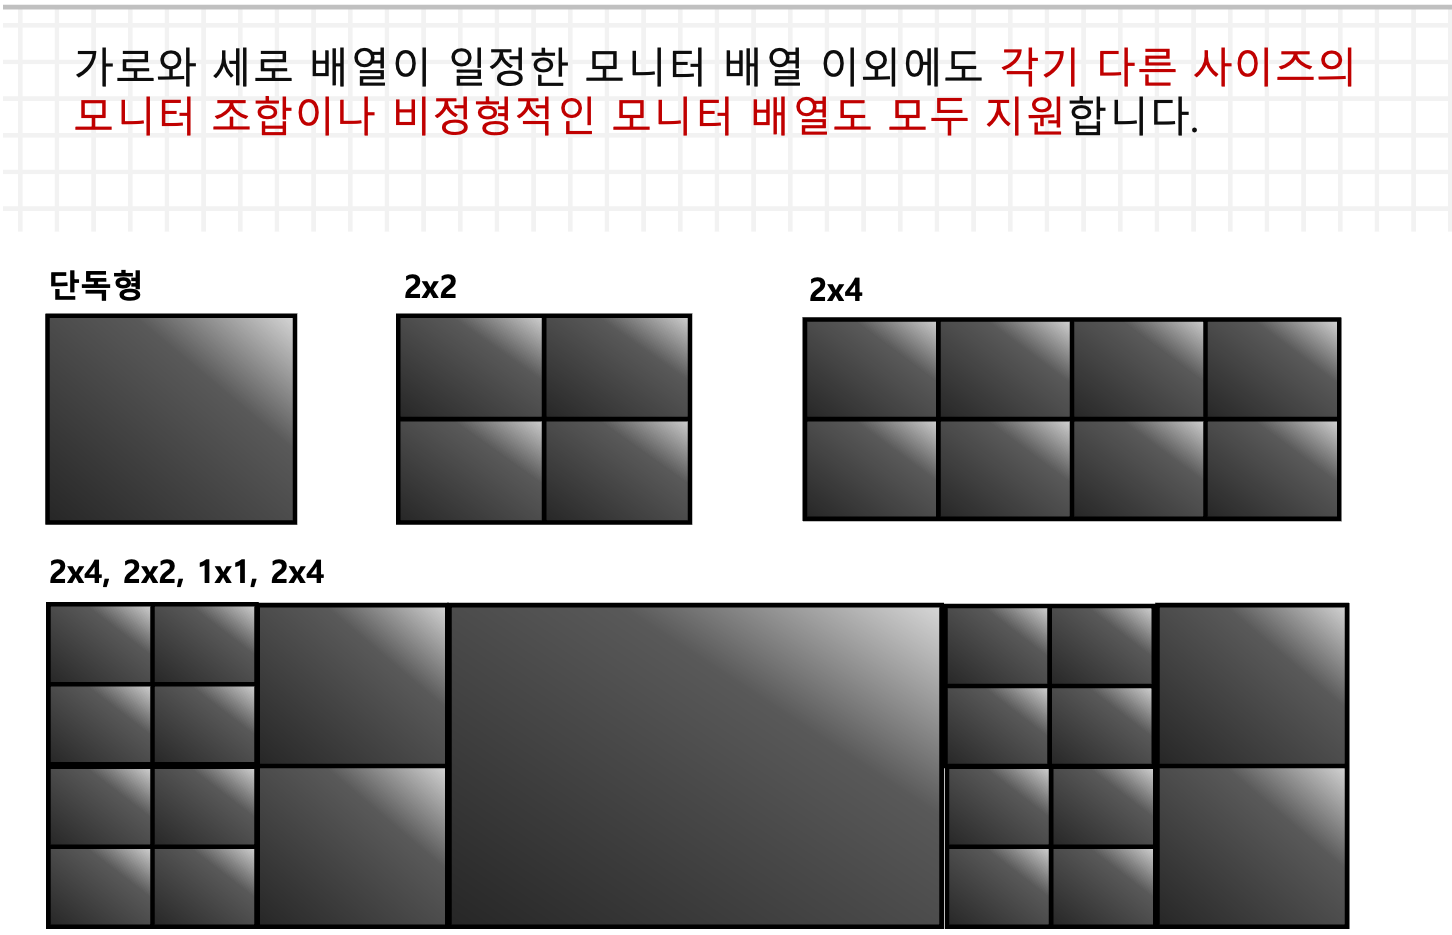 가로와 세로 배열이 일정한 모니터 배열 이외에도 각기 다른 사이즈의
모니터 조합이나 비정형적인 모니터 배열도 모두 지원합니다.
단독형
2x2
2x4
2x4, 2x2, 1x1, 2x4